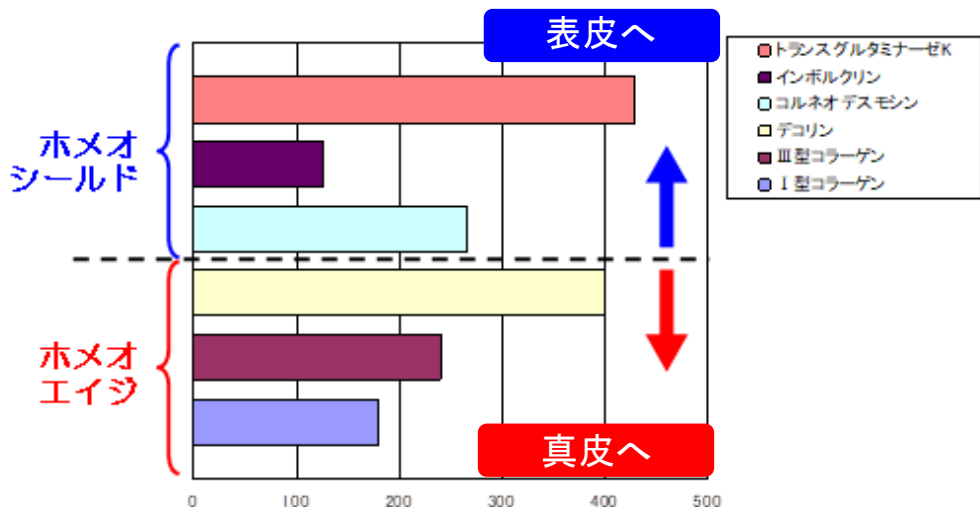 表皮へ
トランスグルタミナーゼK
インボルクリン
コルネオデスモシン
デコリン
Ⅲ型コラーゲン
Ⅰ型コラーゲン
ホメオ
シールド
ホメオ
エイジ
真皮へ
0 100 200 300 400 500